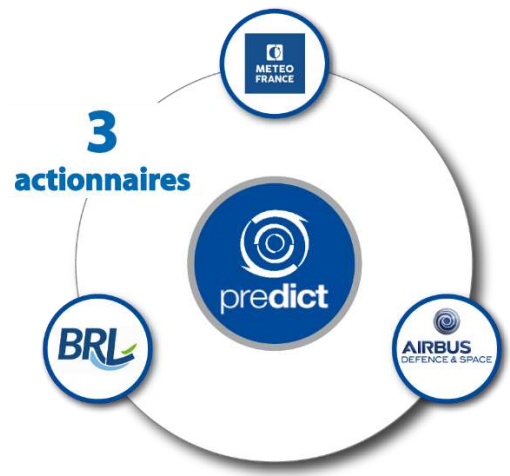 METEO
FRANCE
3
actionnaires
predict
BRL
AIRBUS
DEFENCE & SPACE